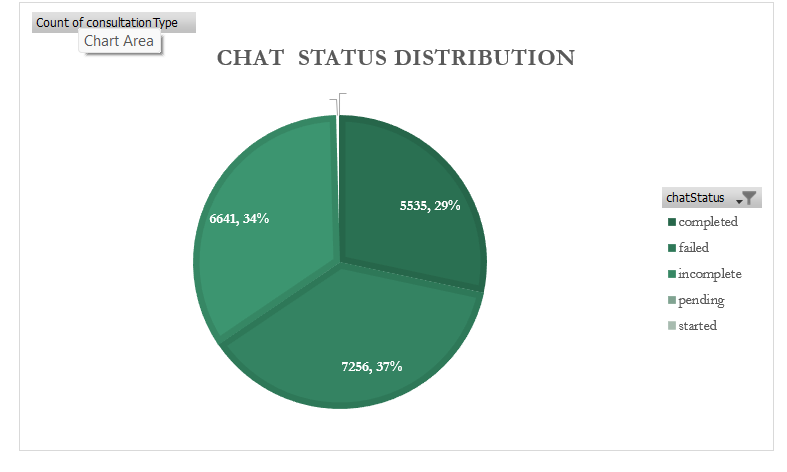 Count of consultationType
Chart Area
CHAT STATUS DISTRIBUTION
5535, 29%
6641, 34%
7256, 37%
chatStatus
completed
failed
incomplete
pending
started